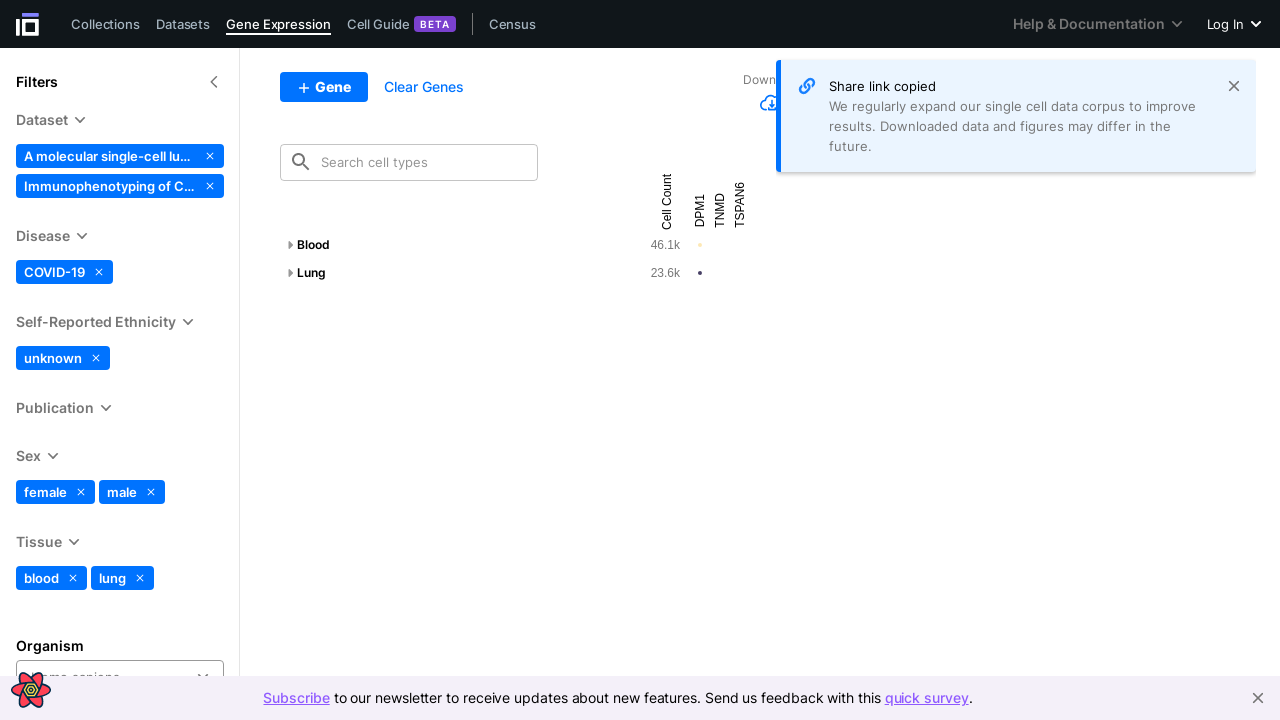 Collections Datasets Gene Expression Cell Guide BETA Census Help & Documentation Log In
Filters
Dataset
A molecular single-cell lu...
Immunophenotyping of C...
Disease
COVID-19
Self-Reported Ethnicity
unknown
Publication
Sex
female male
Tissue
blood lung
Organism
+ Gene Clear Genes
Down
Share link copied
We regularly expand our single cell data corpus to improve
results. Downloaded data and figures may differ in the
future.
Search cell types
Cell Count
DPM1
TNMD
TSPAN6
Blood 46.1k
Lung 23.6k
Subscribe to our newsletter to receive updates about new features. Send us feedback with this quick survey.